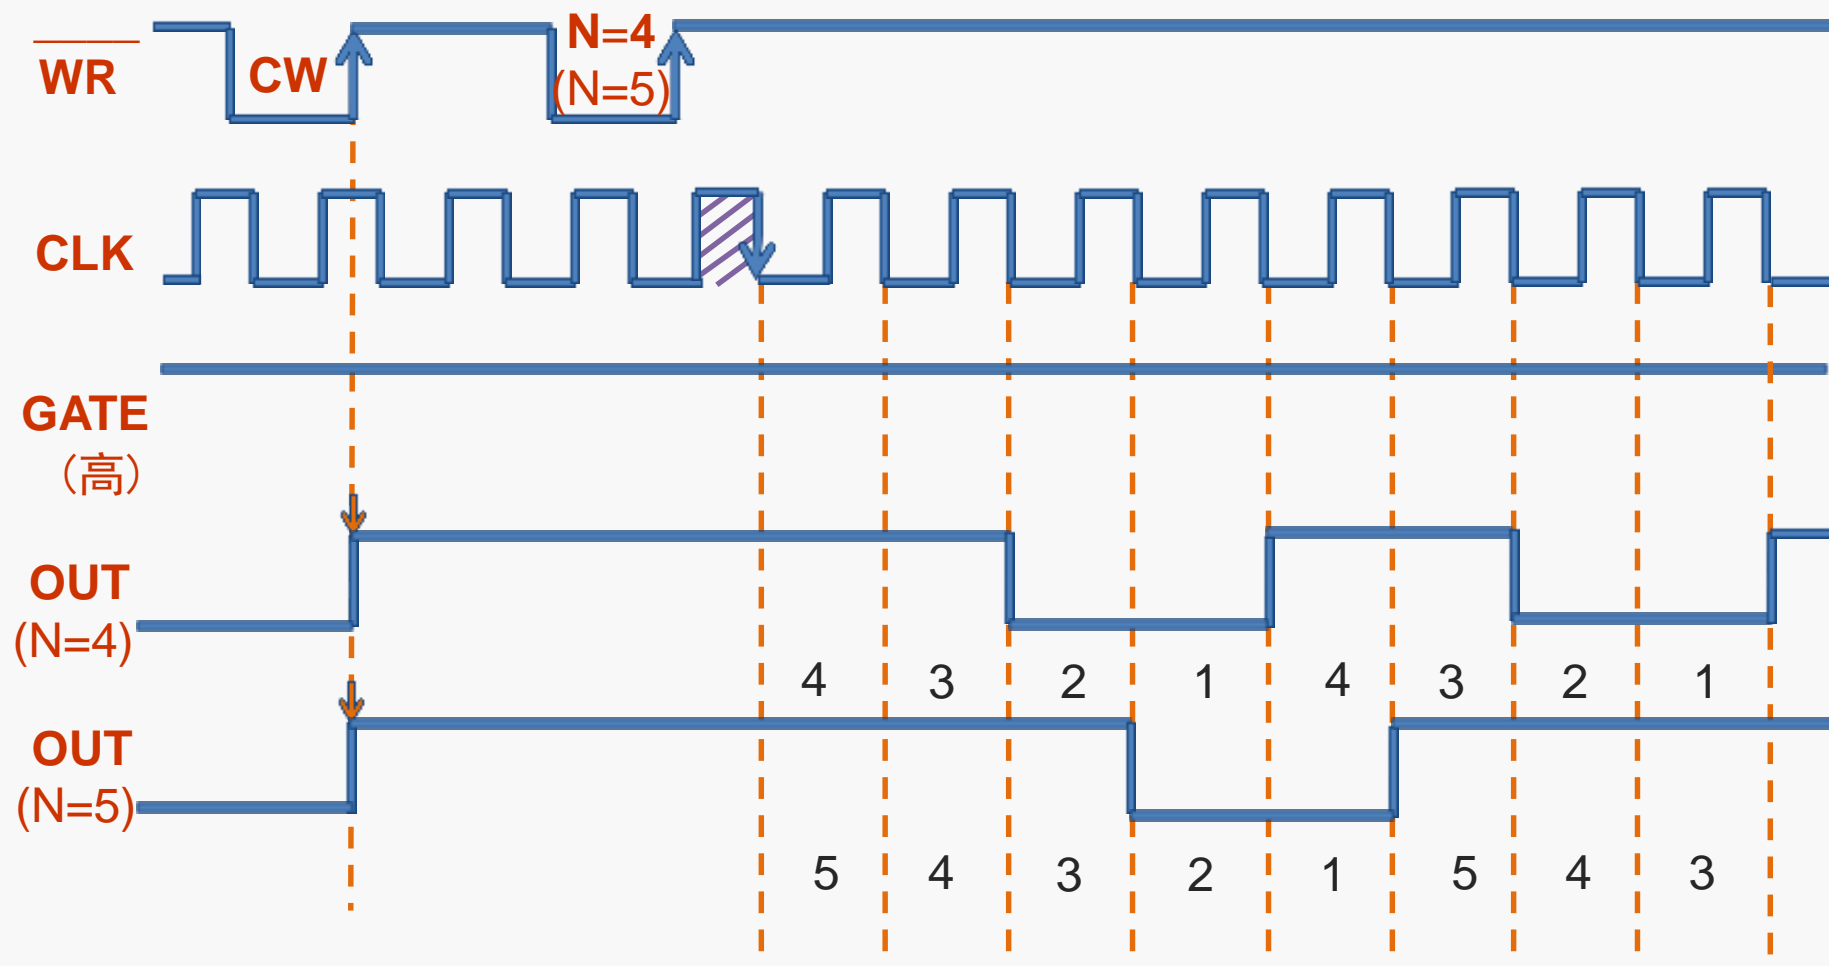 WR
CW
N=4
(N=5)
CLK
GATE
（高）
OUT
(N=4)
4 3 2 1 4 3 2 1
OUT
(N=5)
5 4 3 2 1 5 4 3